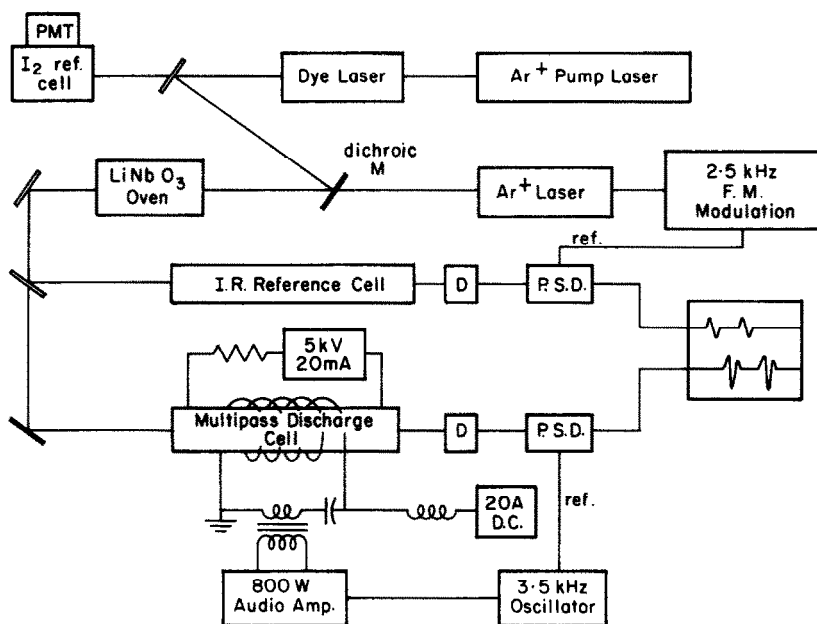 PMT
I2 ref.
cell
Dye Laser
Ar+ Pump Laser
dichroic
M
LiNbO3
Oven
Ar+ Laser
2·5 kHz
F. M.
Modulation
ref.
I.R. Reference Cell
D
P.S.D.
5kV
20mA
Multipass Discharge
Cell
D
P.S.D.
20A
D.C.
ref.
800W
Audio Amp.
3·5 kHz
Oscillator